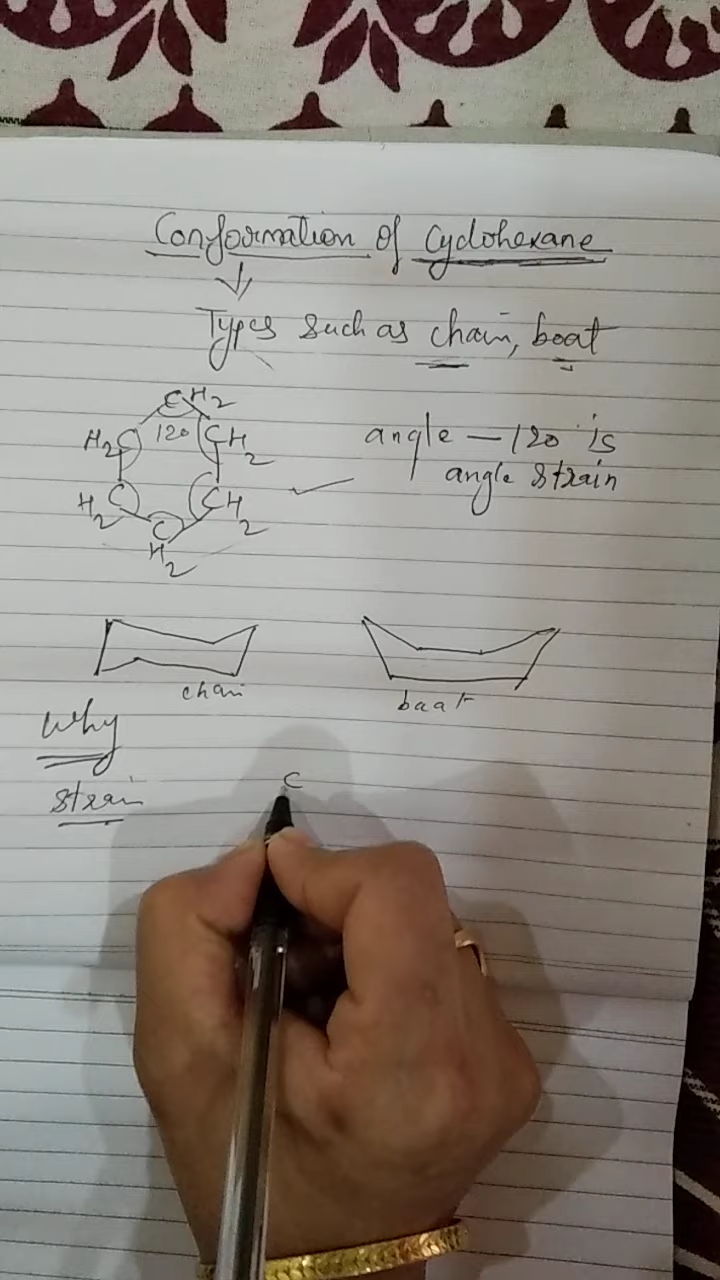 Conformation of Cyclohexane
Types such as chain, boat
CH2
H2C 120 CH2
H2C CH2
C
H2
angle - 120 is
angle strain
chain
boat
Why
strain
C